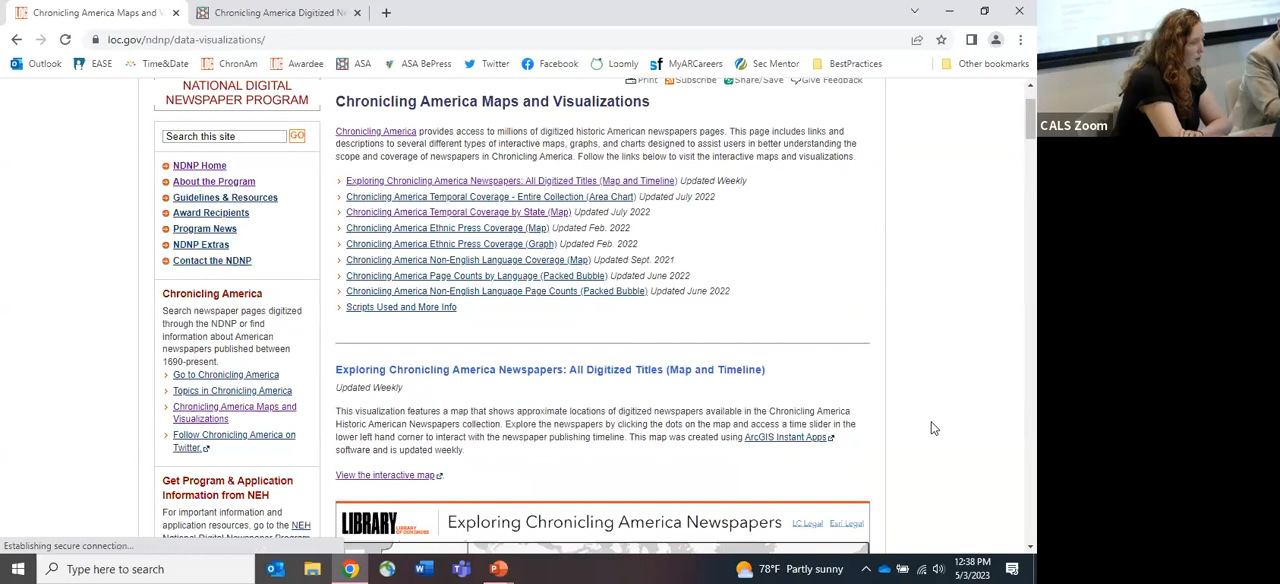 Chronicling America Maps and V
Chronicling America Digitized Ne
loc.gov/ndnp/data-visualizations/
Outlook EASE Time&Date ChronAm Awardee ASA ASA BePress Twitter Facebook Loomly MyARCareers Sec Mentor BestPractices Other bookmarks
NATIONAL DIGITAL
NEWSPAPER PROGRAM
Search this site GO
NDNP Home
About the Program
Guidelines & Resources
Award Recipients
Program News
NDNP Extras
Contact the NDNP
Chronicling America
Search newspaper pages digitized
through the NDNP or find
information about American
newspapers published between
1690-present.
Go to Chronicling America
Topics in Chronicling America
Chronicling America Maps and
Visualizations
Follow Chronicling America on
Twitter.
Get Program & Application
Information from NEH
For important information and
application resources, go to the NEH
National Digital Newspaper Program
Establishing secure connection...
Print Subscribe Share/Save Give Feedback
Chronicling America Maps and Visualizations
Chronicling America provides access to millions of digitized historic American newspapers pages. This page includes links and
descriptions to several different types of interactive maps, graphs, and charts designed to assist users in better understanding the
scope and coverage of newspapers in Chronicling America. Follow the links below to visit the interactive maps and visualizations.
Exploring Chronicling America Newspapers: All Digitized Titles (Map and Timeline) Updated Weekly
Chronicling America Temporal Coverage - Entire Collection (Area Chart) Updated July 2022
Chronicling America Temporal Coverage by State (Map) Updated July 2022
Chronicling America Ethnic Press Coverage (Map) Updated Feb. 2022
Chronicling America Ethnic Press Coverage (Graph) Updated Feb. 2022
Chronicling America Non-English Language Coverage (Map) Updated Sept. 2021
Chronicling America Page Counts by Language (Packed Bubble) Updated June 2022
Chronicling America Non-English Language Page Counts (Packed Bubble) Updated June 2022
Scripts Used and More Info
Exploring Chronicling America Newspapers: All Digitized Titles (Map and Timeline)
Updated Weekly
This visualization features a map that shows approximate locations of digitized newspapers available in the Chronicling America
Historic American Newspapers collection. Explore the newspapers by clicking the dots on the map and access a time slider in the
lower left hand corner to interact with the newspaper publishing timeline. This map was created using ArcGIS Instant Apps
software and is updated weekly.
View the interactive map
LIBRARY LIBRARY OF CONGRESS Exploring Chronicling America Newspapers LC Legal Esri Legal
CALS Zoom
Type here to search
78°F Partly sunny
12:38 PM
5/3/2023